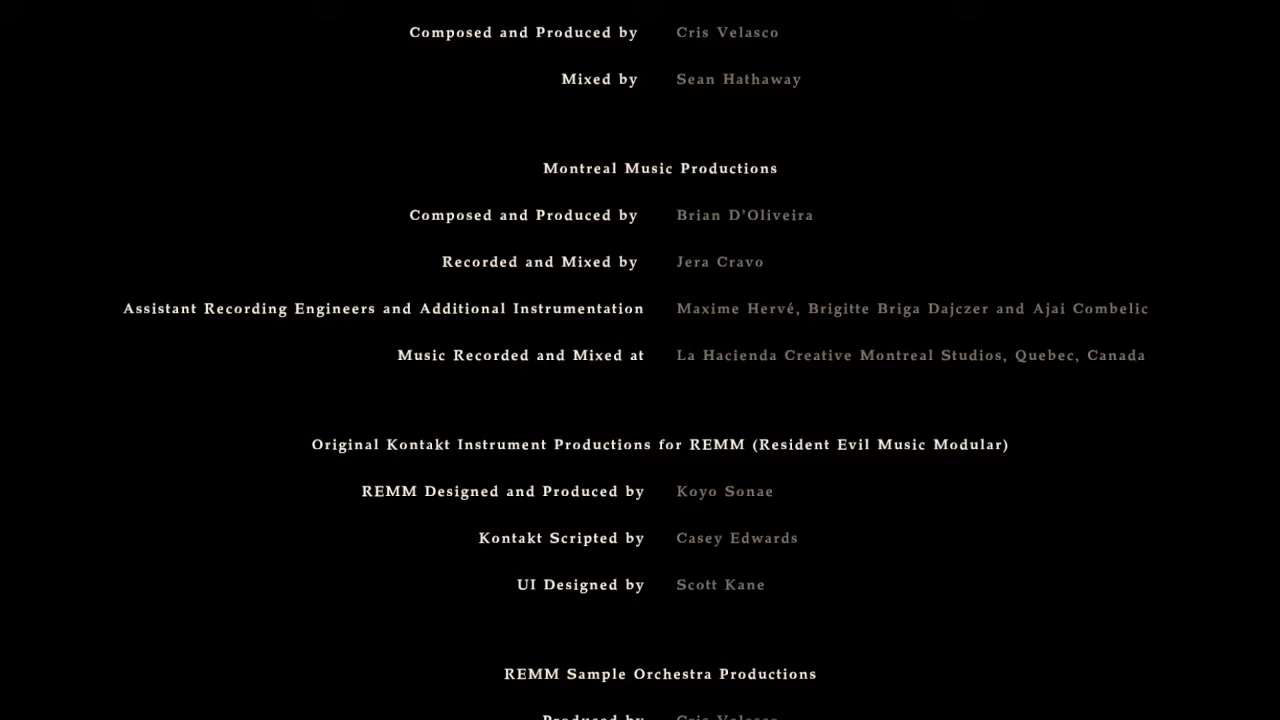 Composed and Produced by Cris Velasco
Mixed by Sean Hathaway
Montreal Music Productions
Composed and Produced by Brian D’Oliveira
Recorded and Mixed by Jera Cravo
Assistant Recording Engineers and Additional Instrumentation Maxime Hervé, Brigitte Briga Dajczer and Ajai Combelic
Music Recorded and Mixed at La Hacienda Creative Montreal Studios, Quebec, Canada
Original Kontakt Instrument Productions for REMM (Resident Evil Music Modular)
REMM Designed and Produced by Koyo Sonae
Kontakt Scripted by Casey Edwards
UI Designed by Scott Kane
REMM Sample Orchestra Productions
Produced by Cris Velasco